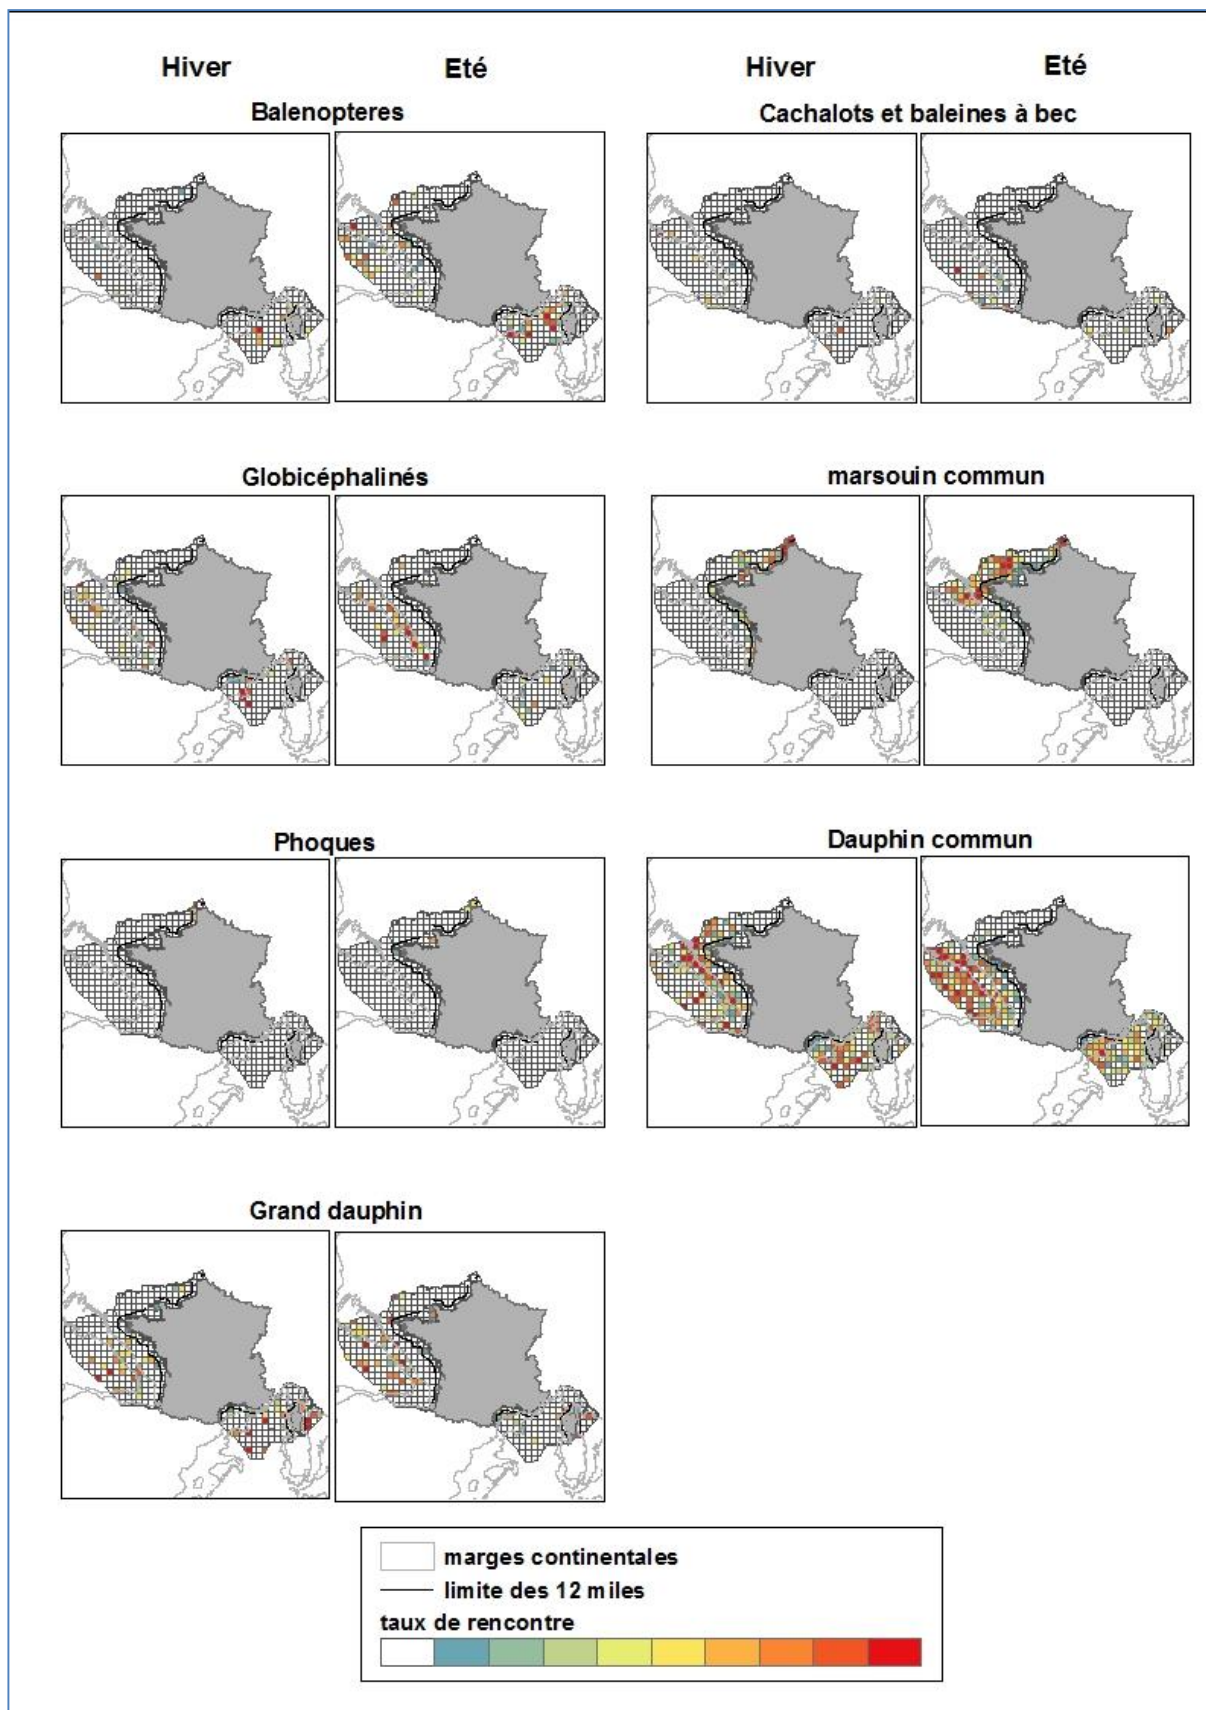 Hiver Eté Hiver Eté
Balenopteres
Cachalots et baleines à bec
Globicéphalinés
marsouin commun
Phoques
Dauphin commun
Grand dauphin
marges continentales
limite des 12 miles
taux de rencontre